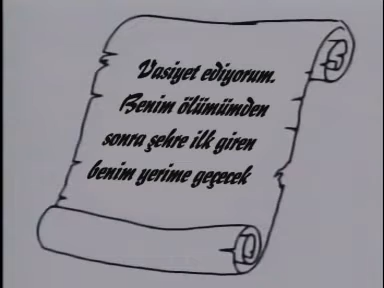 Vasiyet ediyorum.
Benim ölümümden
sonra şehre ilk giren
benim yerime geçecek